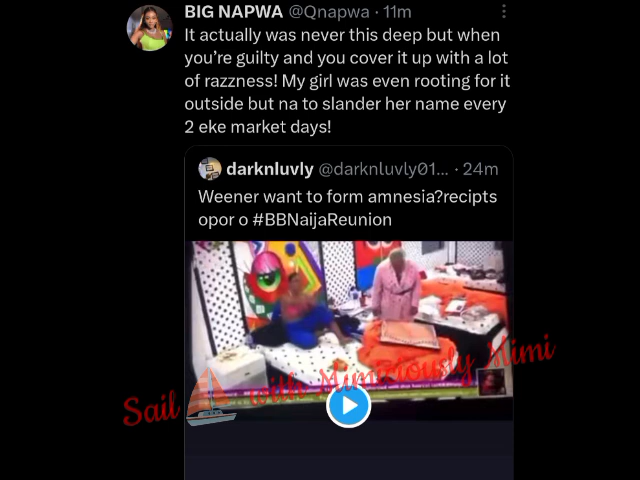 BIG NAPWA @Qnapwa · 11m
It actually was never this deep but when
you're guilty and you cover it up with a lot
of razzness! My girl was even rooting for it
outside but na to slander her name every
2 eke market days!
darknluvly @darknluvly01... · 24m
Weener want to form amnesia?recipts
opor o #BBNaijaReunion
Sail with Mimiciously Mimi